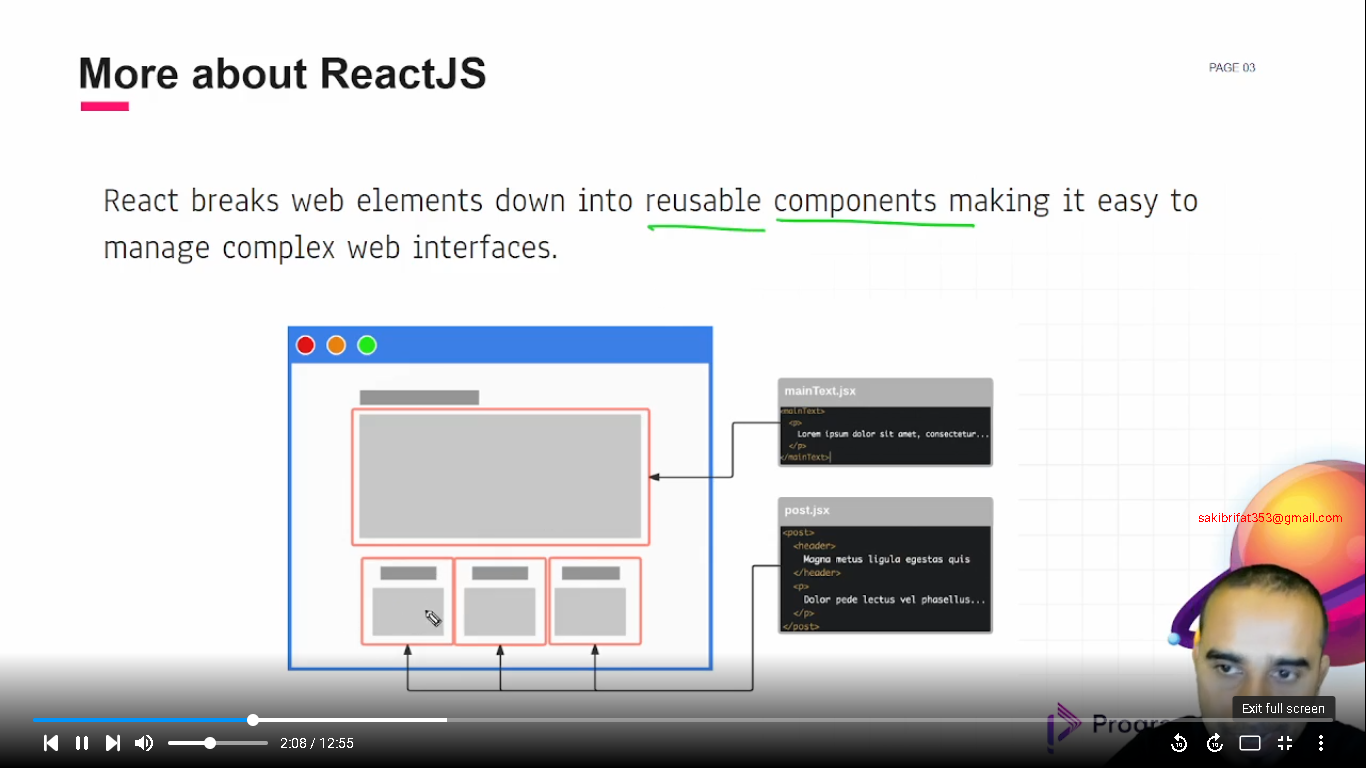 More about ReactJS
PAGE 03
React breaks web elements down into reusable components making it easy to
manage complex web interfaces.
mainText.jsx
<mainText>
<p>
Lorem ipsum dolor sit amet, consectetur...
</p>
</mainText>
post.jsx
<post>
<header>
Magna metus ligula egestas quis
</header>
<p>
Dolor pede lectus vel phasellus...
</p>
</post>
sakibrifat353@gmail.com
Exit full screen
2:08 / 12:55
10
10